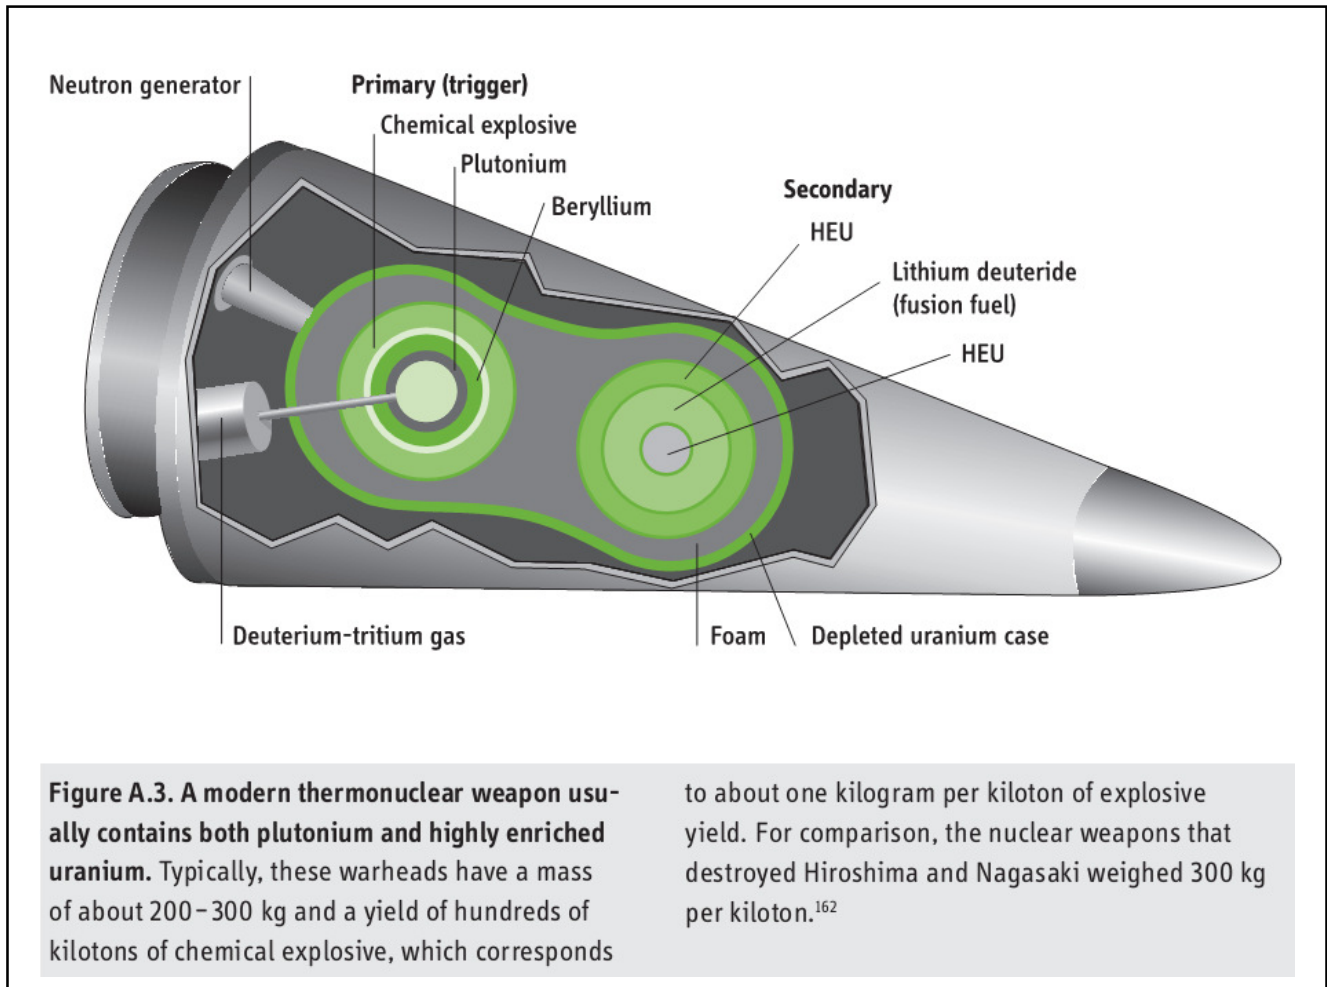 Neutron generator
Primary (trigger)
Chemical explosive
Plutonium
Beryllium
Secondary
HEU
Lithium deuteride
(fusion fuel)
HEU
Deuterium-tritium gas
Foam
Depleted uranium case
Figure A.3. A modern thermonuclear weapon usu-
ally contains both plutonium and highly enriched
uranium. Typically, these warheads have a mass
of about 200–300 kg and a yield of hundreds of
kilotons of chemical explosive, which corresponds
to about one kilogram per kiloton of explosive
yield. For comparison, the nuclear weapons that
destroyed Hiroshima and Nagasaki weighed 300 kg
per kiloton.162